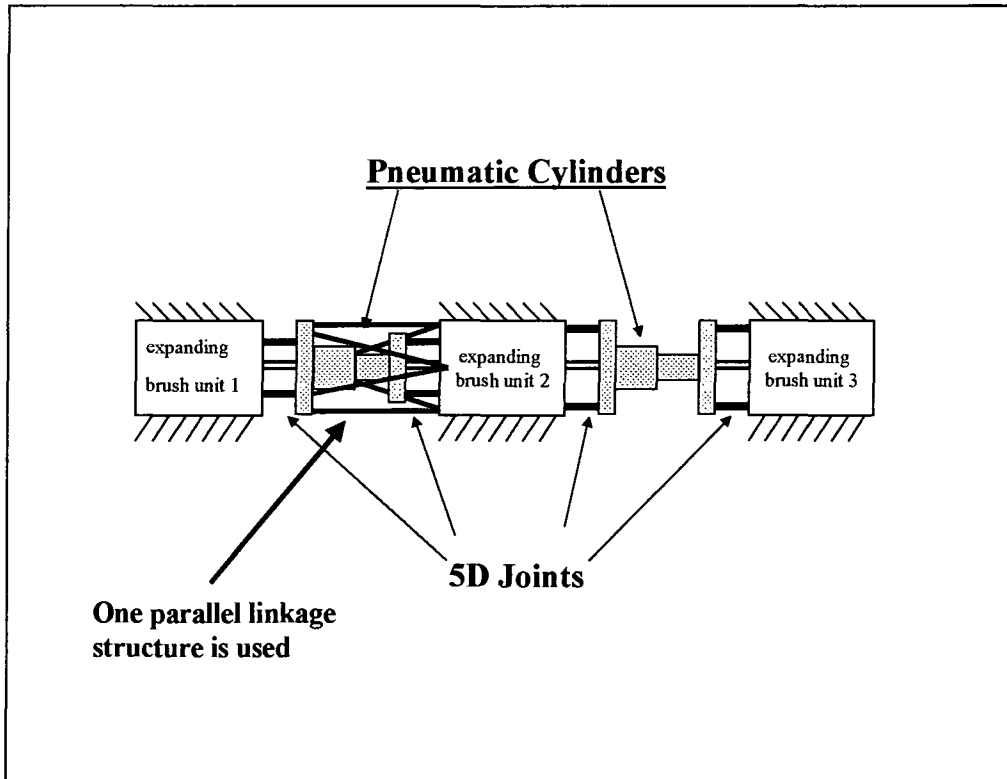 Pneumatic Cylinders
expanding
brush unit 1
expanding
brush unit 2
expanding
brush unit 3
5D Joints
One parallel linkage
structure is used